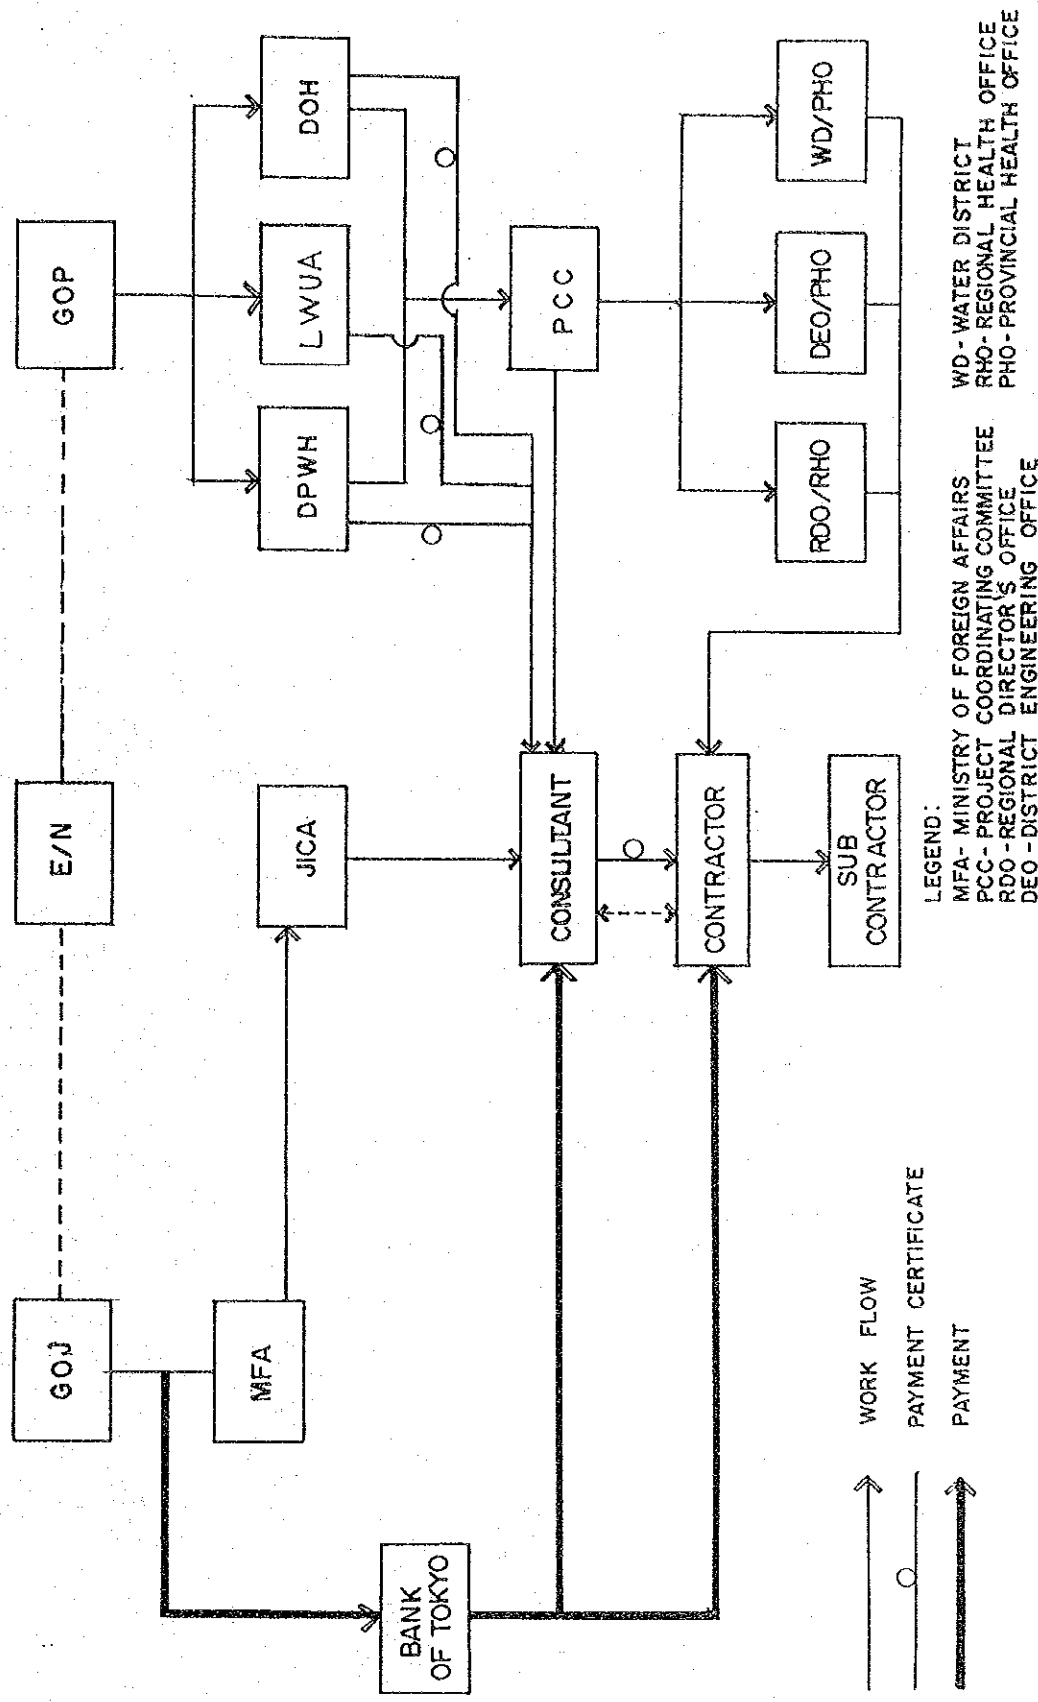 GOJ
E/N
GOP
MFA
JICA
DPWH
LWUA
DOH
BANK
OF TOKYO
CONSULTANT
PCC
CONTRACTOR
RDO/RHO
DEO/PHO
WD/PHO
SUB
CONTRACTOR
WORK FLOW
PAYMENT CERTIFICATE
PAYMENT
LEGEND:
MFA- MINISTRY OF FOREIGN AFFAIRS
PCC- PROJECT COORDINATING COMMITTEE
RDO-REGIONAL DIRECTOR'S OFFICE
DEO-DISTRICT ENGINEERING OFFICE
WD-WATER DISTRICT
RHO-REGIONAL HEALTH OFFICE
PHO-PROVINCIAL HEALTH OFFICE